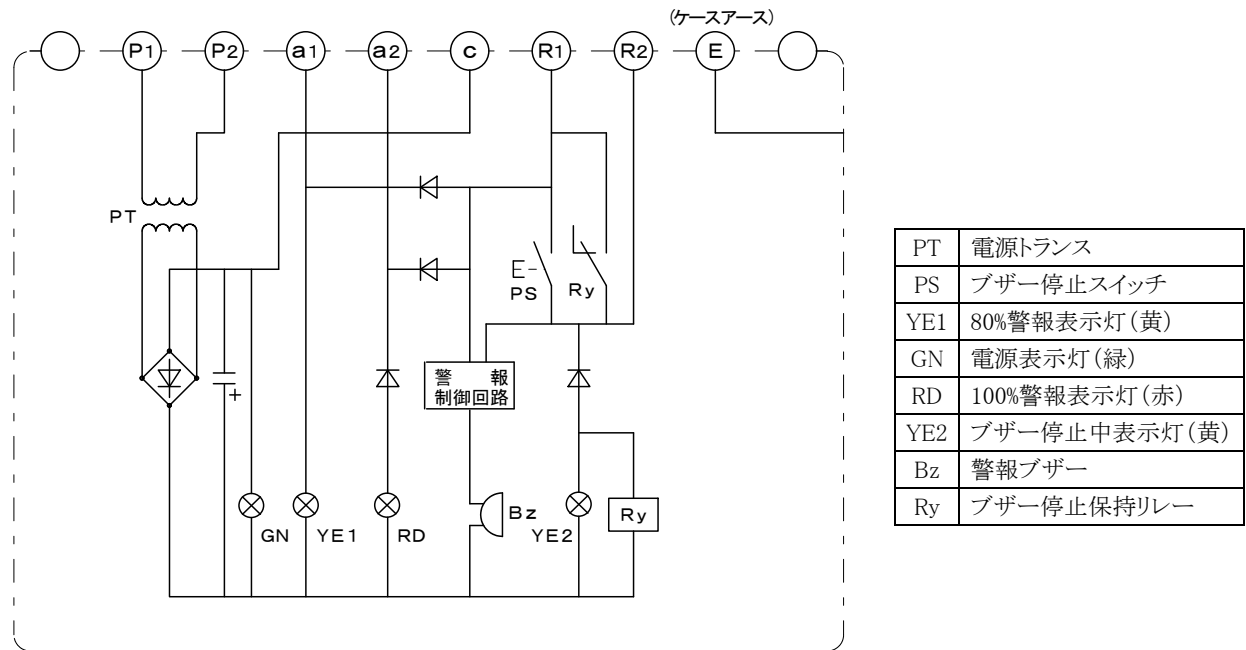 (ケースアース)
P1 P2 a1 a2 c R1 R2 E
PT
E-
PS
Ry
警 報
制御回路
+
GN
YE1
RD
Bz
YE2
Ry
PT 電源トランス
PS ブザー停止スイッチ
YE1 80%警報表示灯(黄)
GN 電源表示灯(緑)
RD 100%警報表示灯(赤)
YE2 ブザー停止中表示灯(黄)
Bz 警報ブザー
Ry ブザー停止保持リレー